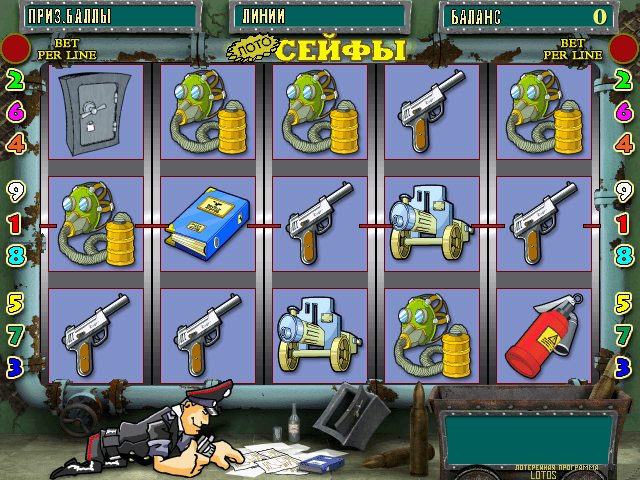 ПРИЗ.БАЛЛЫ
ЛИНИИ
БАЛАНС 0
BET PER LINE
ЛОТО СЕЙФЫ
BET PER LINE
2 2
6 6
4 4
9 9
1 1
8 8
5 5
7 7
3 3
ЛОТЕРЕЙНАЯ ПРОГРАММА
LOTOS